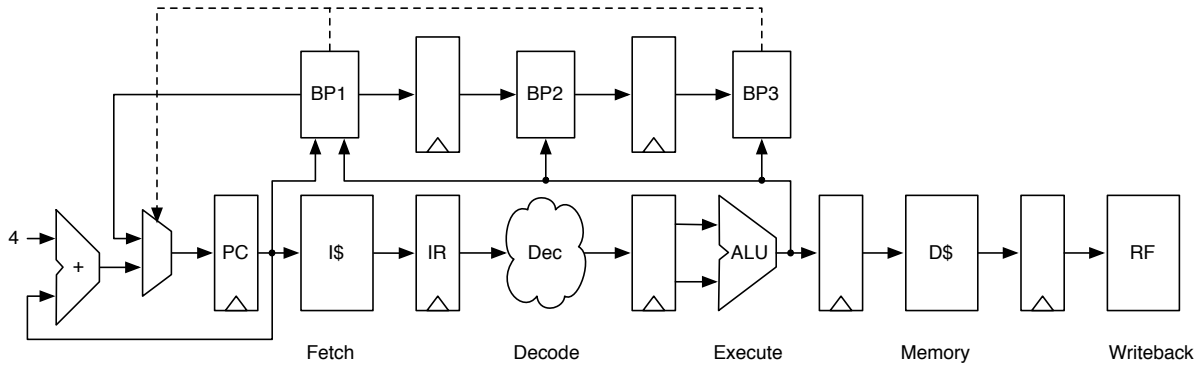 BP1 BP2 BP3
4 + PC I$ IR Dec ALU D$ RF
Fetch Decode Execute Memory Writeback